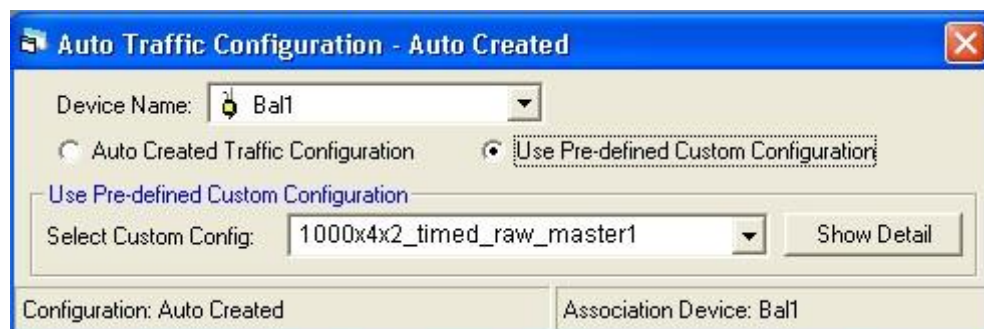 Auto Traffic Configuration - Auto Created
Device Name: Bal1
Auto Created Traffic Configuration Use Pre-defined Custom Configuration
Use Pre-defined Custom Configuration
Select Custom Config: 1000x4x2_timed_raw_master1 Show Detail
Configuration: Auto Created Association Device: Bal1